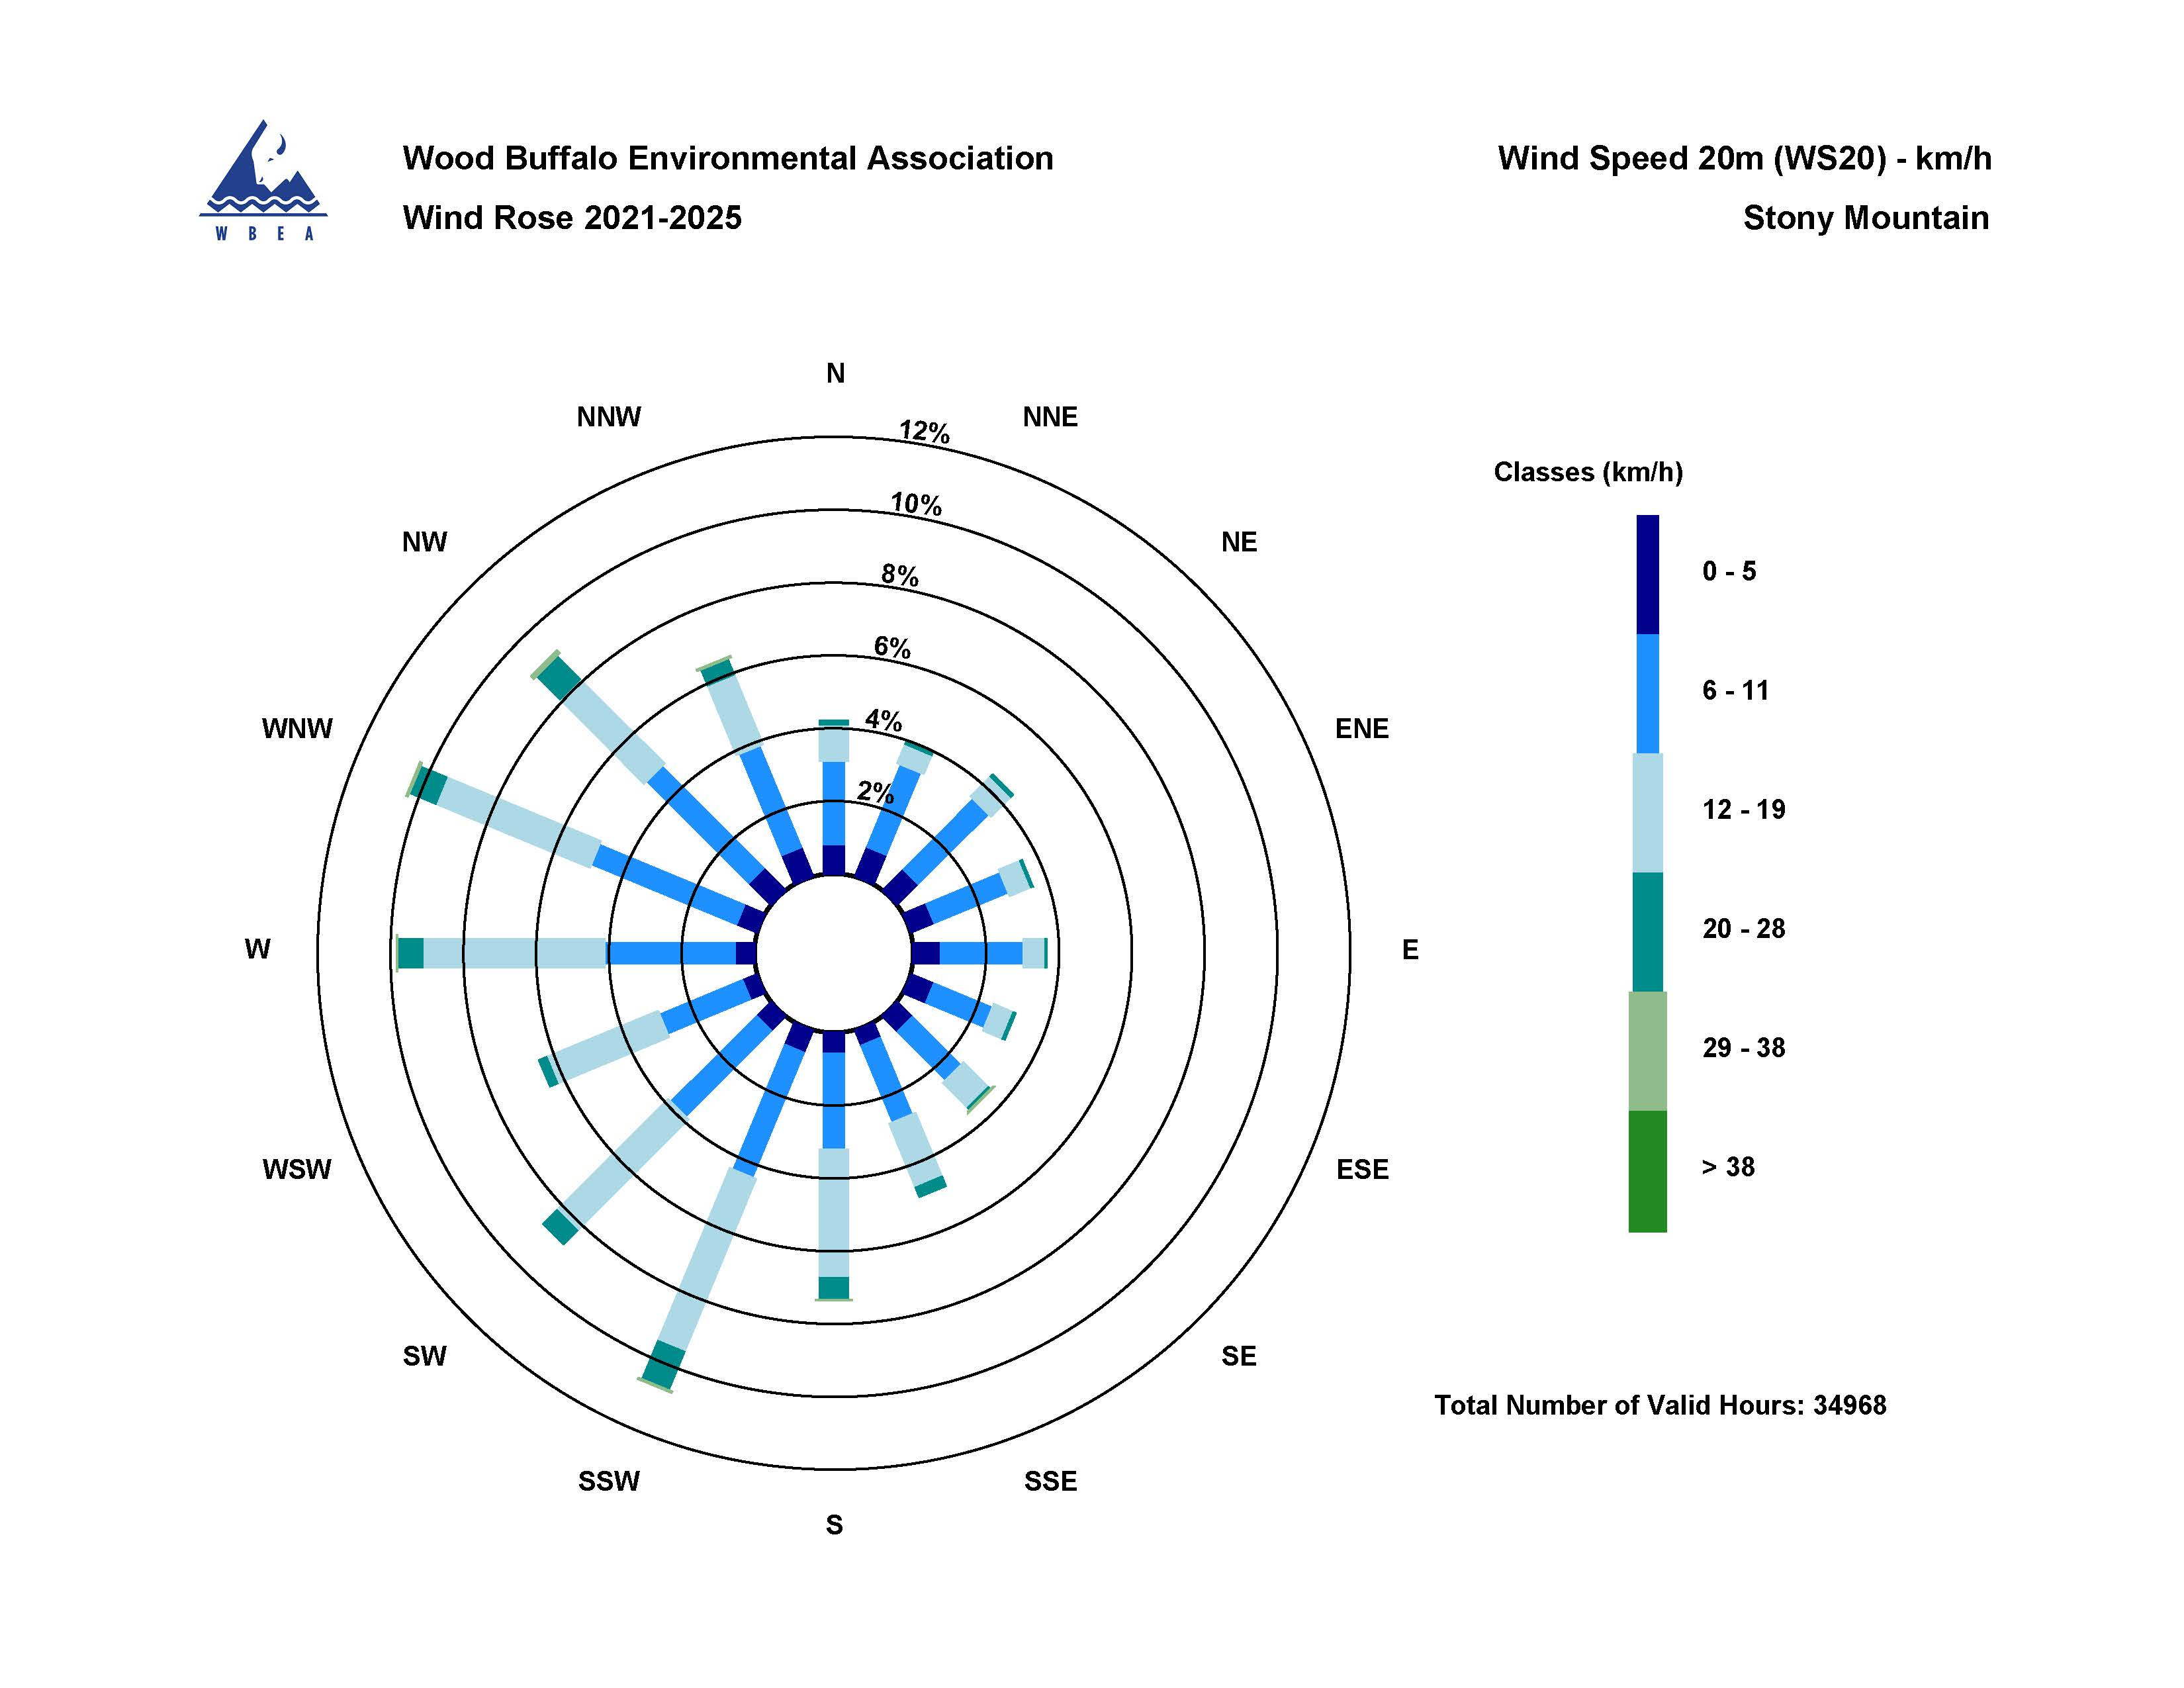 Wood Buffalo Environmental Association
Wind Speed 20m (WS20) - km/h
Wind Rose 2021-2025
Stony Mountain
W B E A
N
NNW
NNE
12%
10%
NW
NE
8%
6%
WNW
ENE
4%
2%
W
E
WSW
ESE
SW
SE
SSW
SSE
S
Classes (km/h)
0 - 5
6 - 11
12 - 19
20 - 28
29 - 38
> 38
Total Number of Valid Hours: 34968